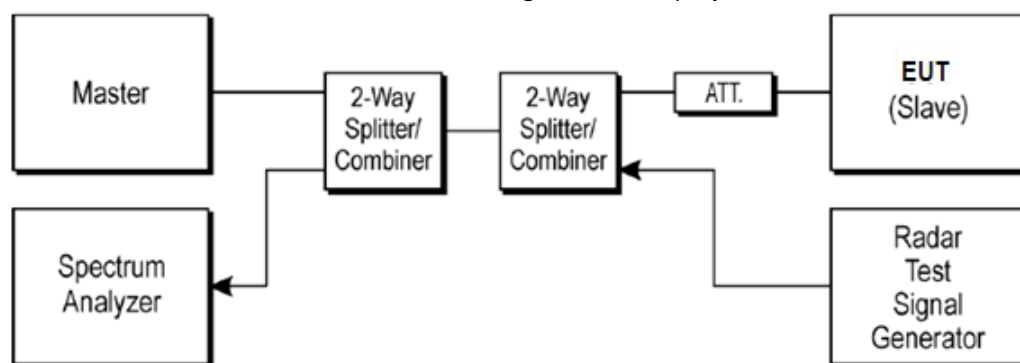 Master
2-Way
Splitter/
Combiner
2-Way
Splitter/
Combiner
ATT.
EUT
(Slave)
Spectrum
Analyzer
Radar
Test
Signal
Generator